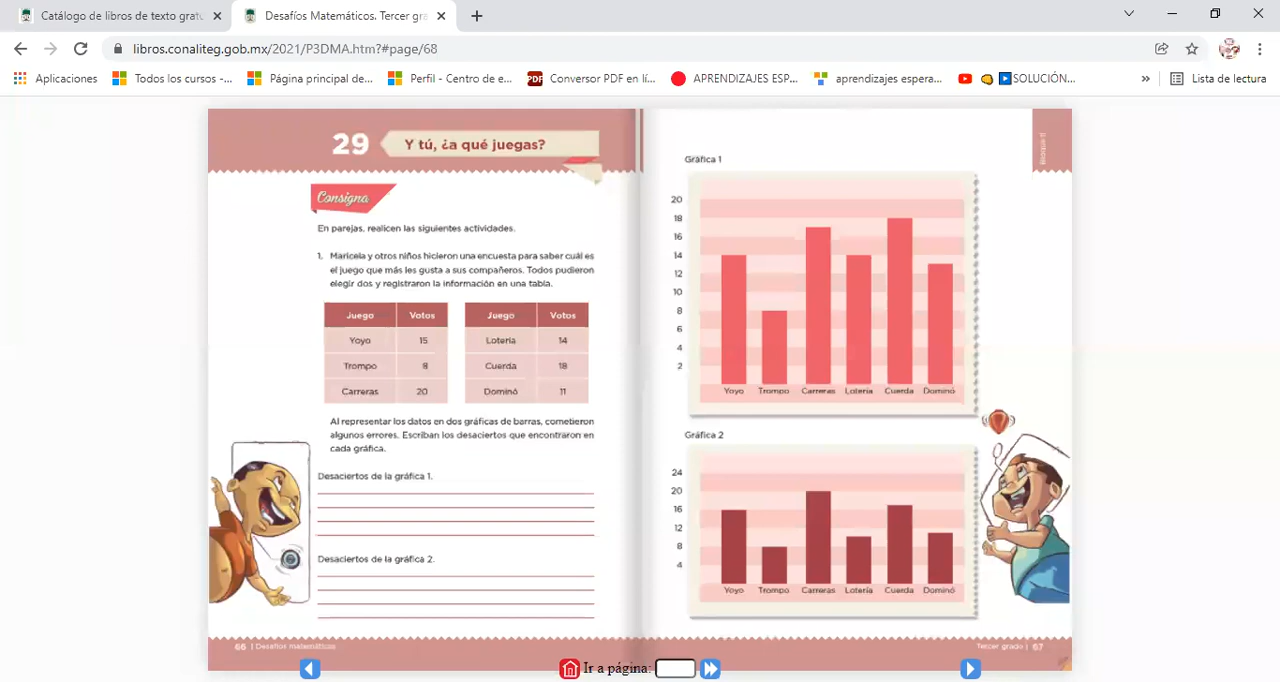 Catálogo de libros de texto gratu
Desafíos Matemáticos. Tercer gra
libros.conaliteg.gob.mx/2021/P3DMA.htm?#page/68
Aplicaciones
Todos los cursos -...
Página principal de...
Perfil - Centro de e...
PDF
Conversor PDF en lí...
APRENDIZAJES ESP...
aprendizajes espera...
SOLUCIÓN...
»
Lista de lectura
29
Y tú, ¿a qué juegas?
Consigna
En parejas, realicen las siguientes actividades.
1. Maricela y otros niños hicieron una encuesta para saber cuál es
el juego que más les gusta a sus compañeros. Todos pudieron
elegir dos y registraron la información en una tabla.
Juego Votos
Yoyo 15
Trompo 8
Carreras 20
Juego Votos
Lotería 14
Cuerda 18
Dominó 11
Al representar los datos en dos gráficas de barras, cometieron
algunos errores. Escriban los desaciertos que encontraron en
cada gráfica.
Desaciertos de la gráfica 1.
Desaciertos de la gráfica 2.
66 | Desafíos matemáticos
Bloque II
Gráfica 1
20
18
16
14
12
10
8
6
4
2
Yoyo Trompo Carreras Lotería Cuerda Dominó
Gráfica 2
24
20
16
12
8
4
Yoyo Trompo Carreras Lotería Cuerda Dominó
Tercer grado | 67
Ir a página: